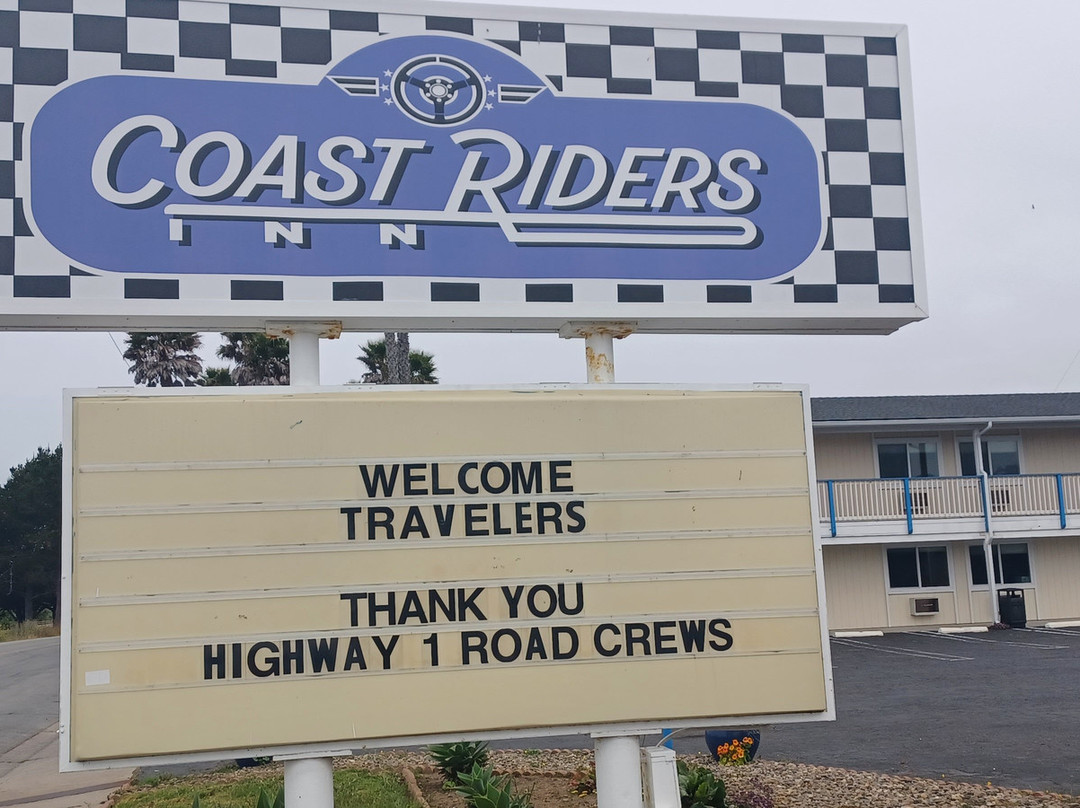 COAST RIDERS
INN
WELCOME
TRAVELERS
THANK YOU
HIGHWAY 1 ROAD CREWS